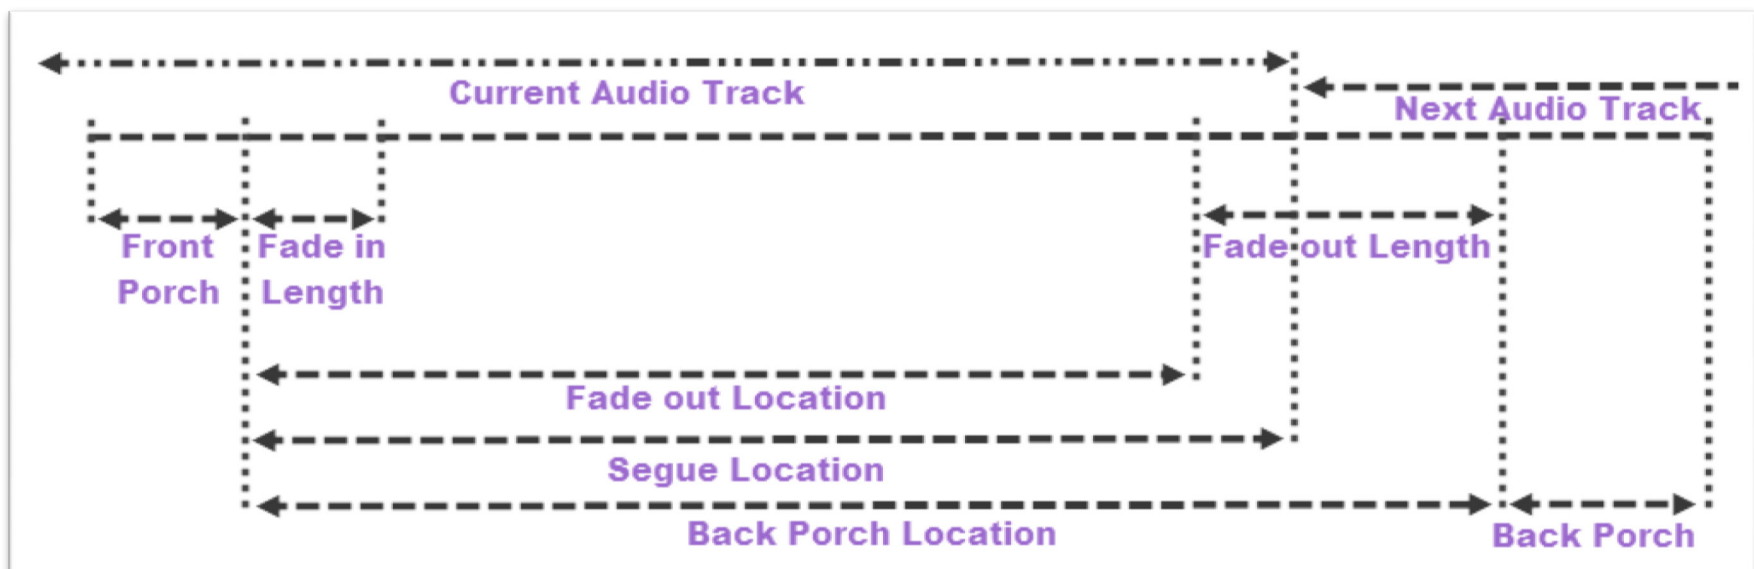 Current Audio Track
Next Audio Track
Front
Porch
Fade in
Length
Fade out Length
Fade out Location
Segue Location
Back Porch Location
Back Porch